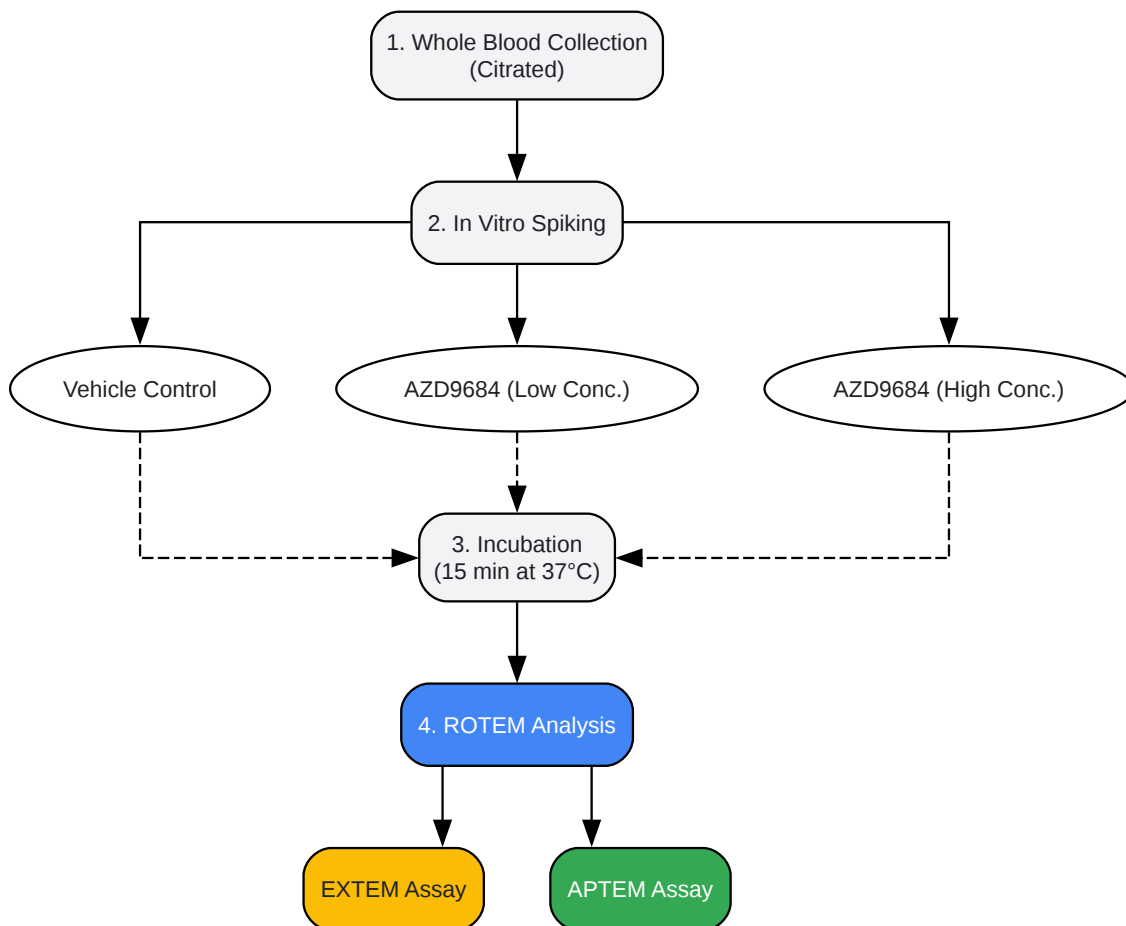 1. Whole Blood Collection
(Citrated)
2. In Vitro Spiking
Vehicle Control
AZD9684 (Low Conc.)
AZD9684 (High Conc.)
3. Incubation
(15 min at 37°C)
4. ROTEM Analysis
EXTEM Assay
APTEM Assay